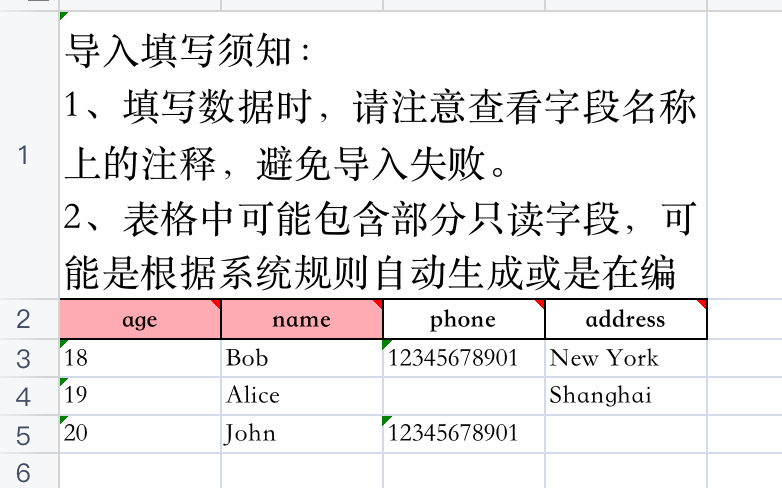 导入填写须知：
1、填写数据时，请注意查看字段名称
上的注释，避免导入失败。
2、表格中可能包含部分只读字段，可
能是根据系统规则自动生成或是在编
1
2 age name phone address
3 18 Bob 12345678901 New York
4 19 Alice Shanghai
5 20 John 12345678901
6